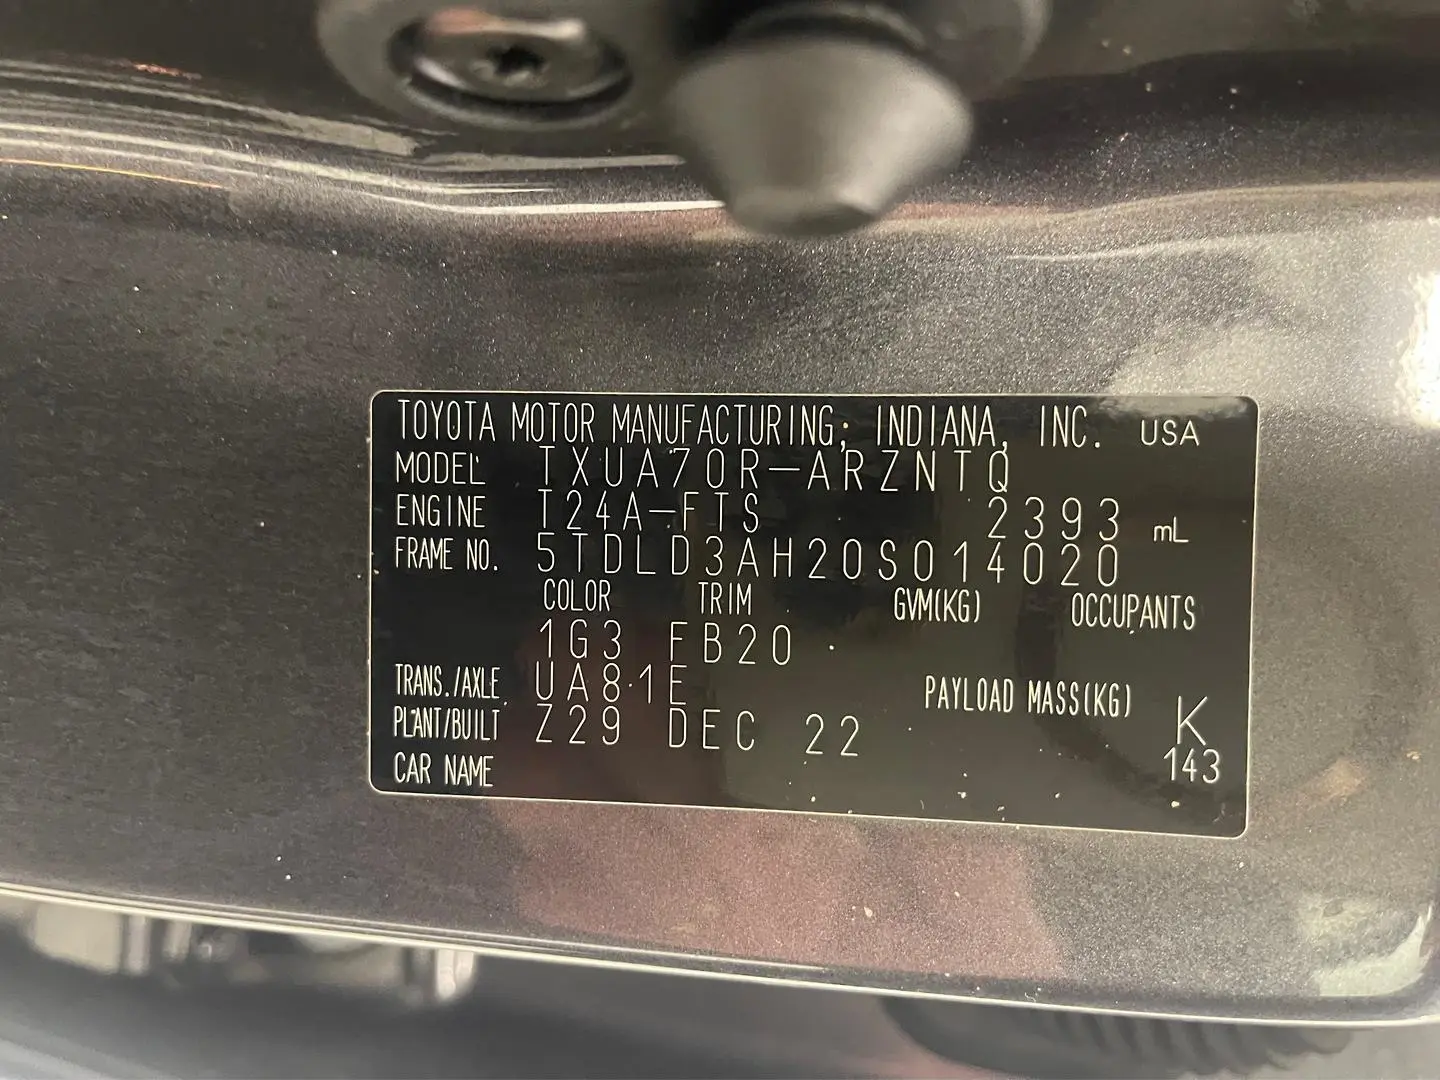 TOYOTA MOTOR MANUFACTURING, INDIANA, INC. USA
MODEL TXUA70R-ARZNTQ
ENGINE T24A-FTS 2393 mL
FRAME NO. 5TDLD3AH20S014020
COLOR TRIM GVM(KG) OCCUPANTS
1G3 FB20
TRANS./AXLE UA81E PAYLOAD MASS(KG) K
PLANT/BUILT Z29 DEC 22 143
CAR NAME